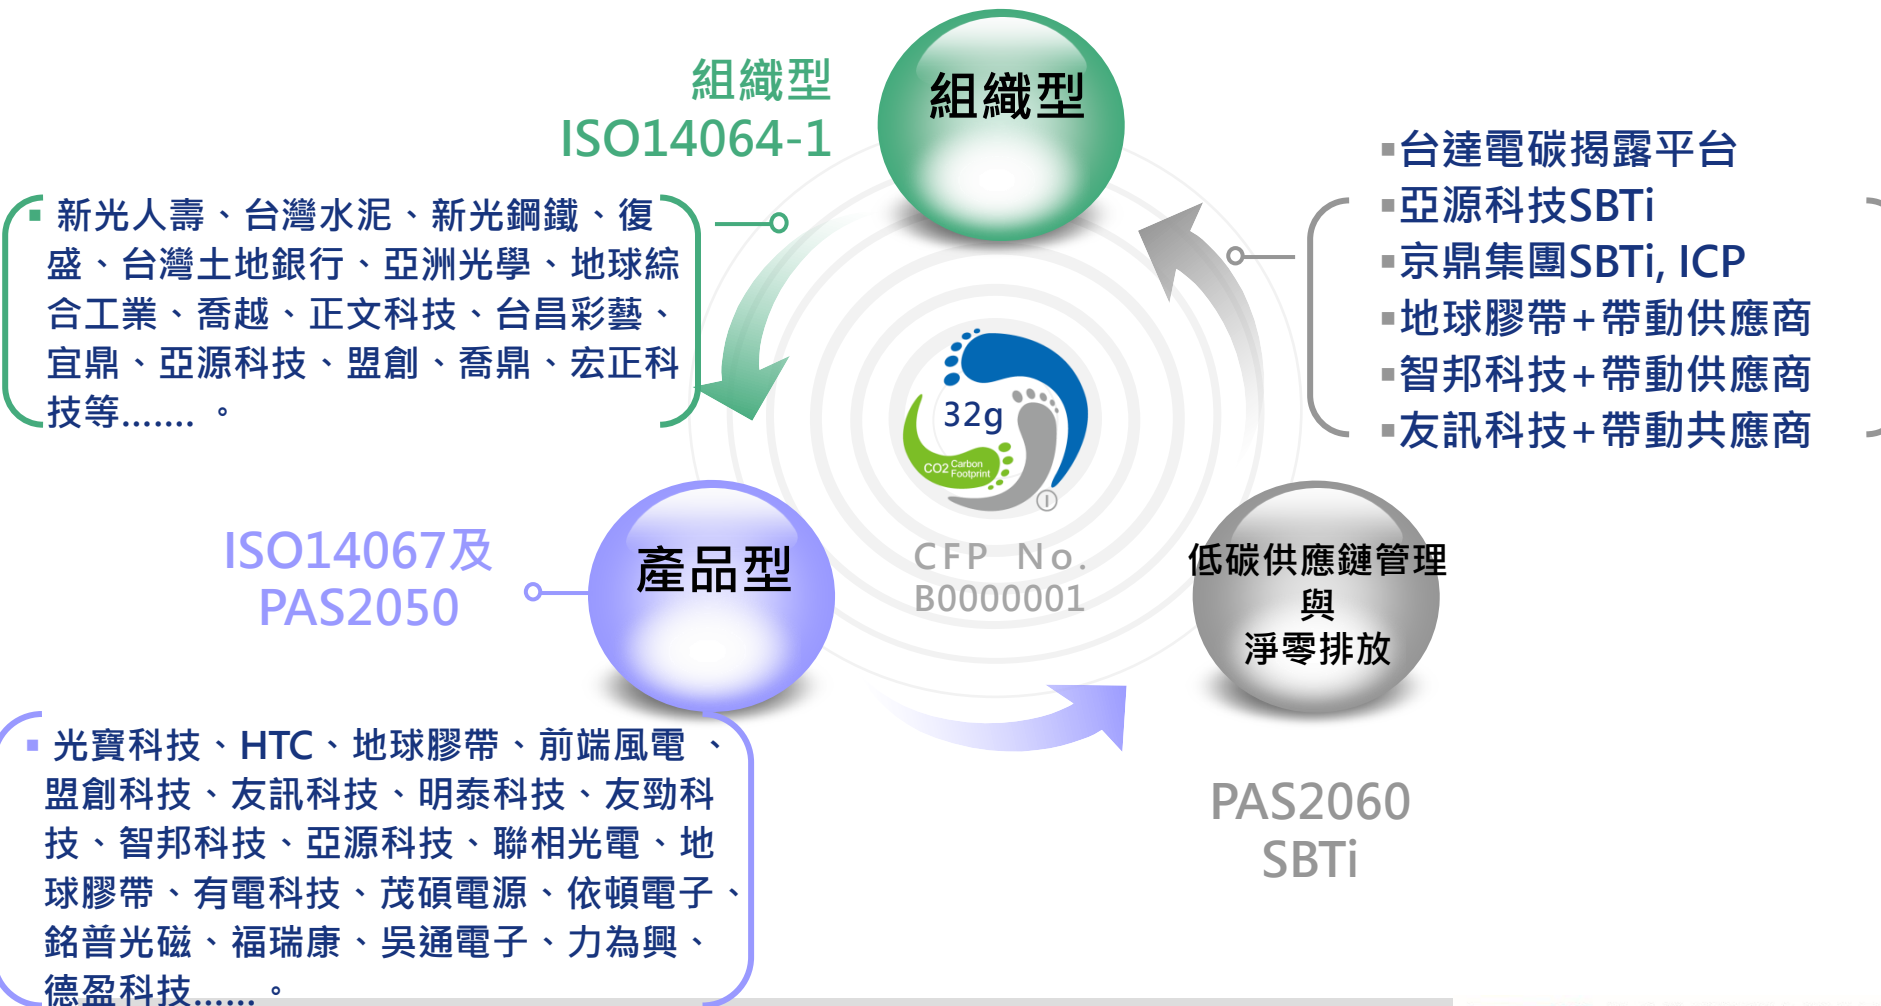 組織型
ISO14064-1
組織型
▪ 新光人壽、台灣水泥、新光鋼鐵、復
盛、台灣土地銀行、亞洲光學、地球綜
合工業、喬越、正文科技、台昌彩藝、
宜鼎、亞源科技、盟創、喬鼎、宏正科
技等....... 。
▪台達電碳揭露平台
▪亞源科技SBTi
▪京鼎集團SBTi, ICP
▪地球膠帶+帶動供應商
▪智邦科技+帶動供應商
▪友訊科技+帶動共應商
32g
CO2 Carbon
Footprint
CFP No.
B0000001
ISO14067及
PAS2050
產品型
低碳供應鏈管理
與
淨零排放
▪ 光寶科技、HTC、地球膠帶、前端風電 、
盟創科技、友訊科技、明泰科技、友勁科
技、智邦科技、亞源科技、聯相光電、地
球膠帶、有電科技、茂碩電源、依頓電子、
銘普光磁、福瑞康、吳通電子、力為興、
德盈科技...... 。
PAS2060
SBTi